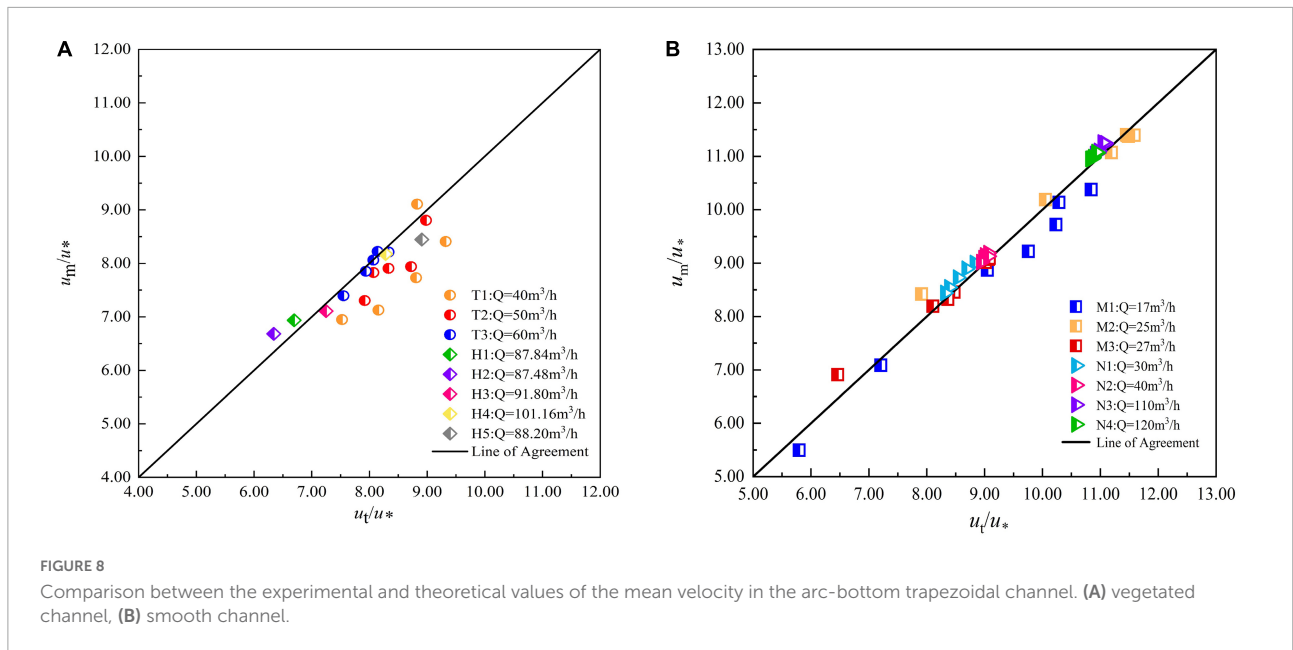 A
12.00
11.00
10.00
9.00
8.00
7.00
6.00
5.00
4.00
u_m/u*
4.00 5.00 6.00 7.00 8.00 9.00 10.00 11.00 12.00
u_t/u*
T1:Q=40m³/h
T2:Q=50m³/h
T3:Q=60m³/h
H1:Q=87.84m³/h
H2:Q=87.48m³/h
H3:Q=91.80m³/h
H4:Q=101.16m³/h
H5:Q=88.20m³/h
Line of Agreement
B
13.00
12.00
11.00
10.00
9.00
8.00
7.00
6.00
5.00
u_m/u*
5.00 6.00 7.00 8.00 9.00 10.00 11.00 12.00 13.00
u_t/u*
M1:Q=17m³/h
M2:Q=25m³/h
M3:Q=27m³/h
N1:Q=30m³/h
N2:Q=40m³/h
N3:Q=110m³/h
N4:Q=120m³/h
Line of Agreement
FIGURE 8
Comparison between the experimental and theoretical values of the mean velocity in the arc-bottom trapezoidal channel. (A) vegetated
channel, (B) smooth channel.